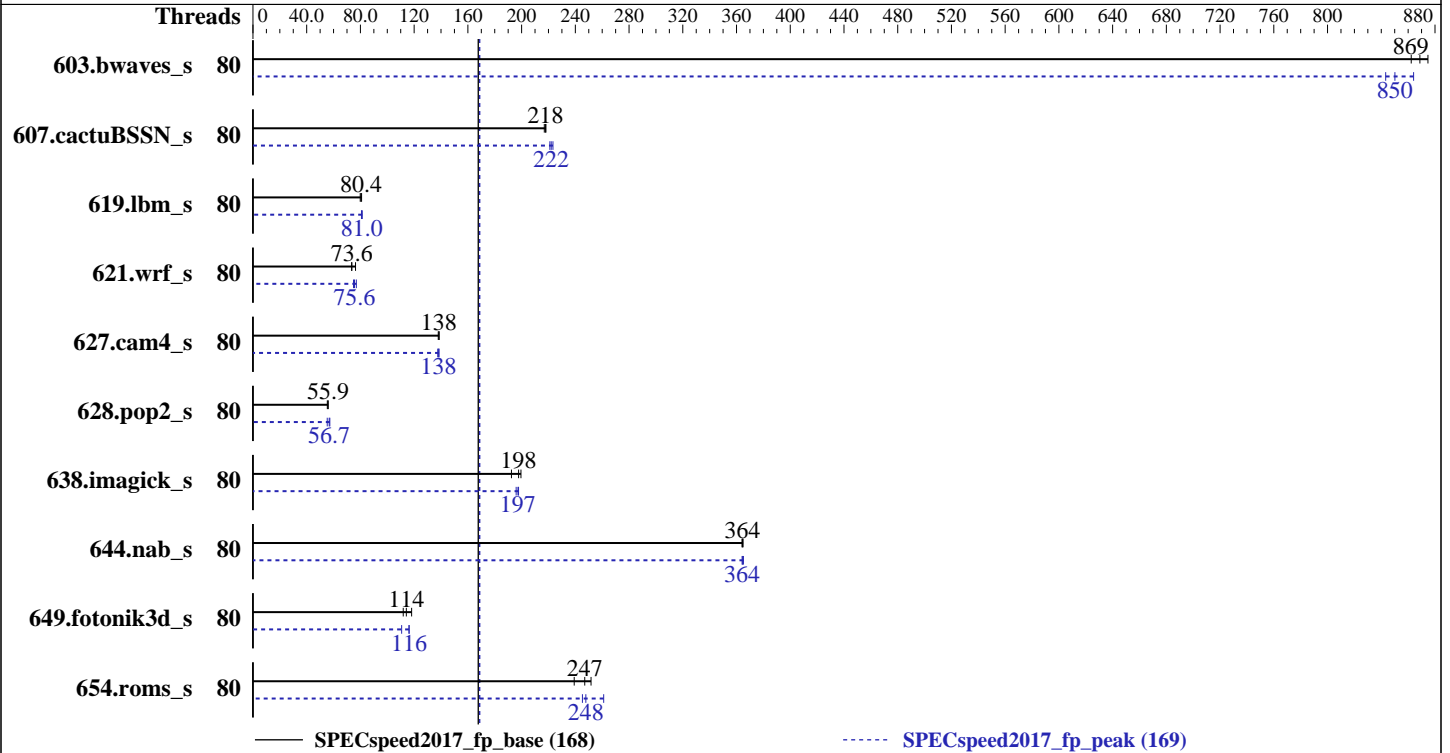 Threads 0 40.0 80.0 120 160 200 240 280 320 360 400 440 480 520 560 600 640 680 720 760 800 880
603.bwaves_s 80 869
850
607.cactuBSSN_s 80 218
222
619.lbm_s 80 80.4
81.0
621.wrf_s 80 73.6
75.6
627.cam4_s 80 138
138
628.pop2_s 80 55.9
56.7
638.imagick_s 80 198
197
644.nab_s 80 364
364
649.fotonik3d_s 80 114
116
654.roms_s 80 247
248
SPECspeed2017_fp_base (168) SPECspeed2017_fp_peak (169)